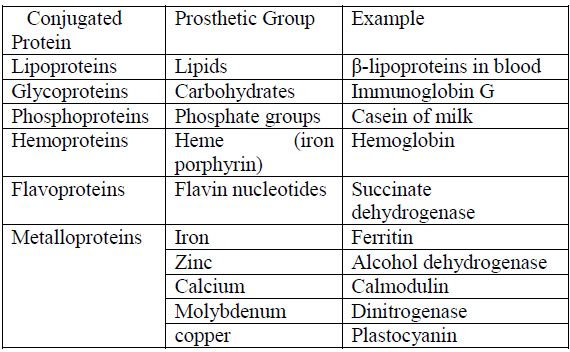 Conjugated Protein Prosthetic Group Example
Lipoproteins Lipids β-lipoproteins in blood
Glycoproteins Carbohydrates Immunoglobin G
Phosphoproteins Phosphate groups Casein of milk
Hemoproteins Heme (iron porphyrin) Hemoglobin
Flavoproteins Flavin nucleotides Succinate dehydrogenase
Metalloproteins Iron Ferritin
Zinc Alcohol dehydrogenase
Calcium Calmodulin
Molybdenum Dinitrogenase
copper Plastocyanin